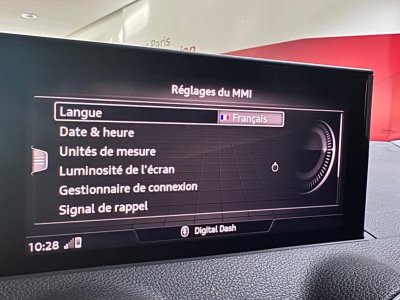 Paris
Réglages du MMI
Langue
Français
Date & heure
Unités de mesure
Luminosité de l'écran
Gestionnaire de connexion
Signal de rappel
10:28
Digital Dash